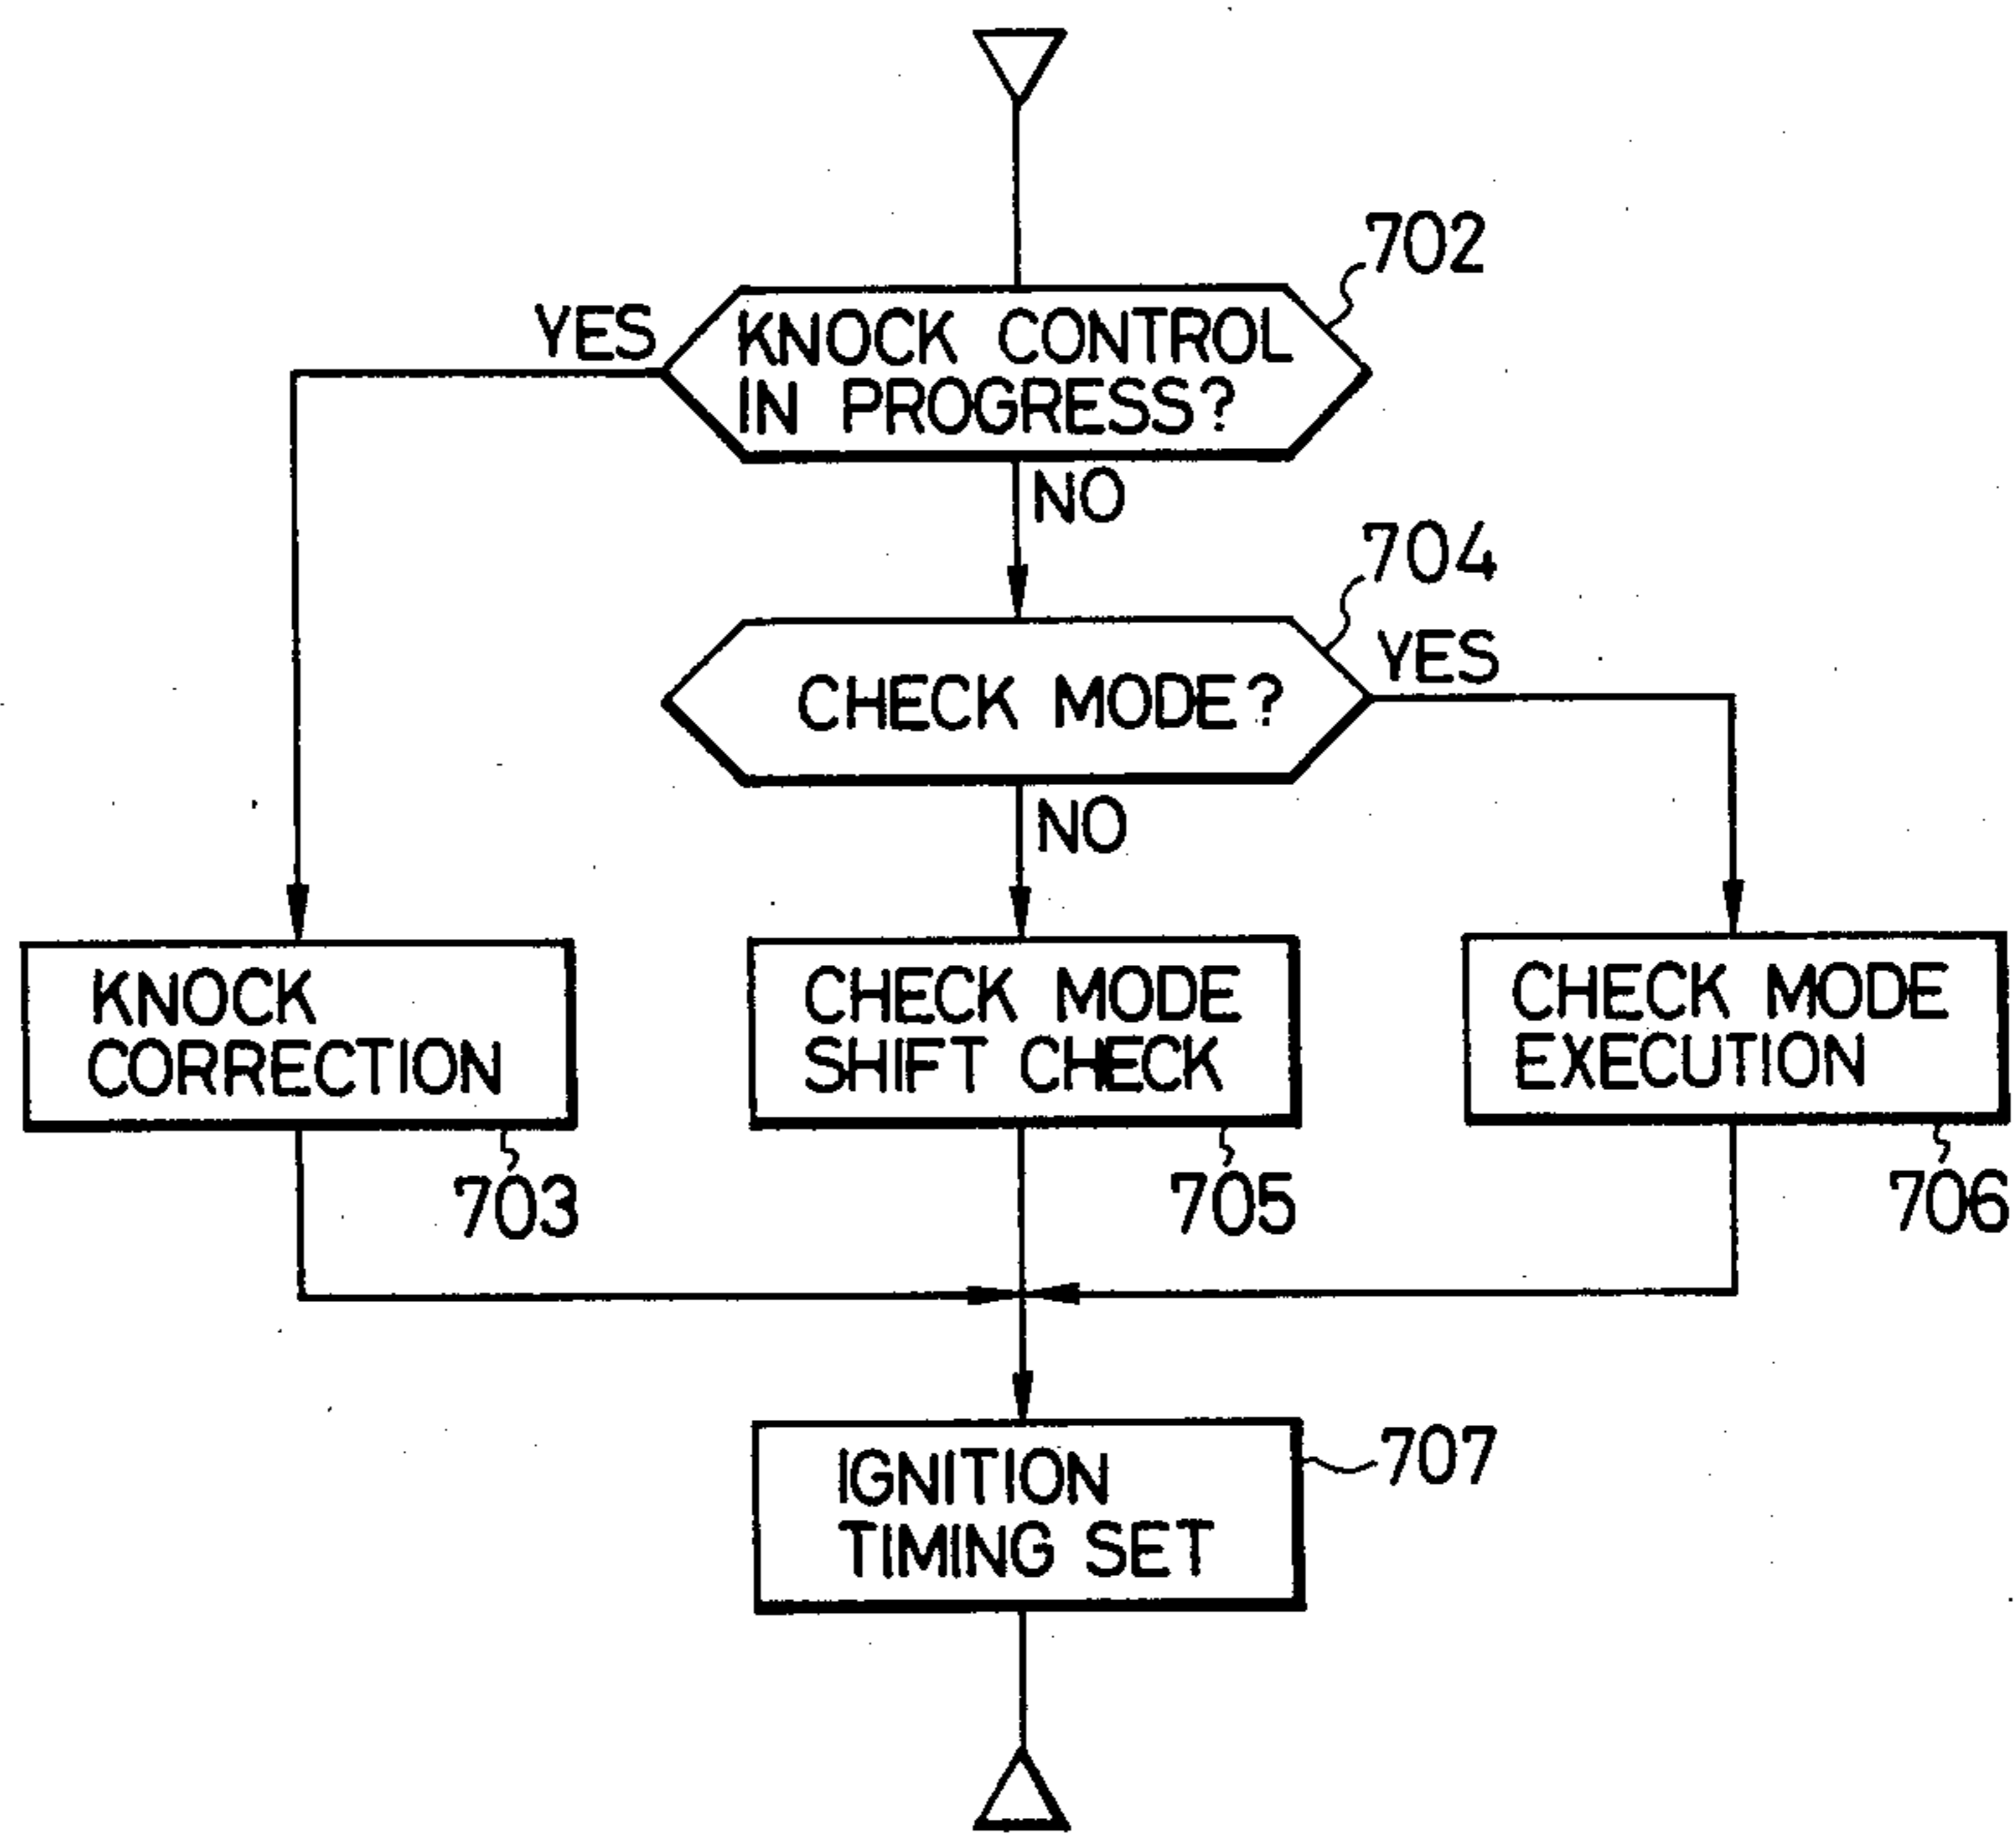 702
YES
KNOCK CONTROL
IN PROGRESS?
NO
704
YES
CHECK MODE?
NO
KNOCK
CORRECTION
CHECK MODE
SHIFT CHECK
CHECK MODE
EXECUTION
703
705
706
IGNITION
TIMING SET
707